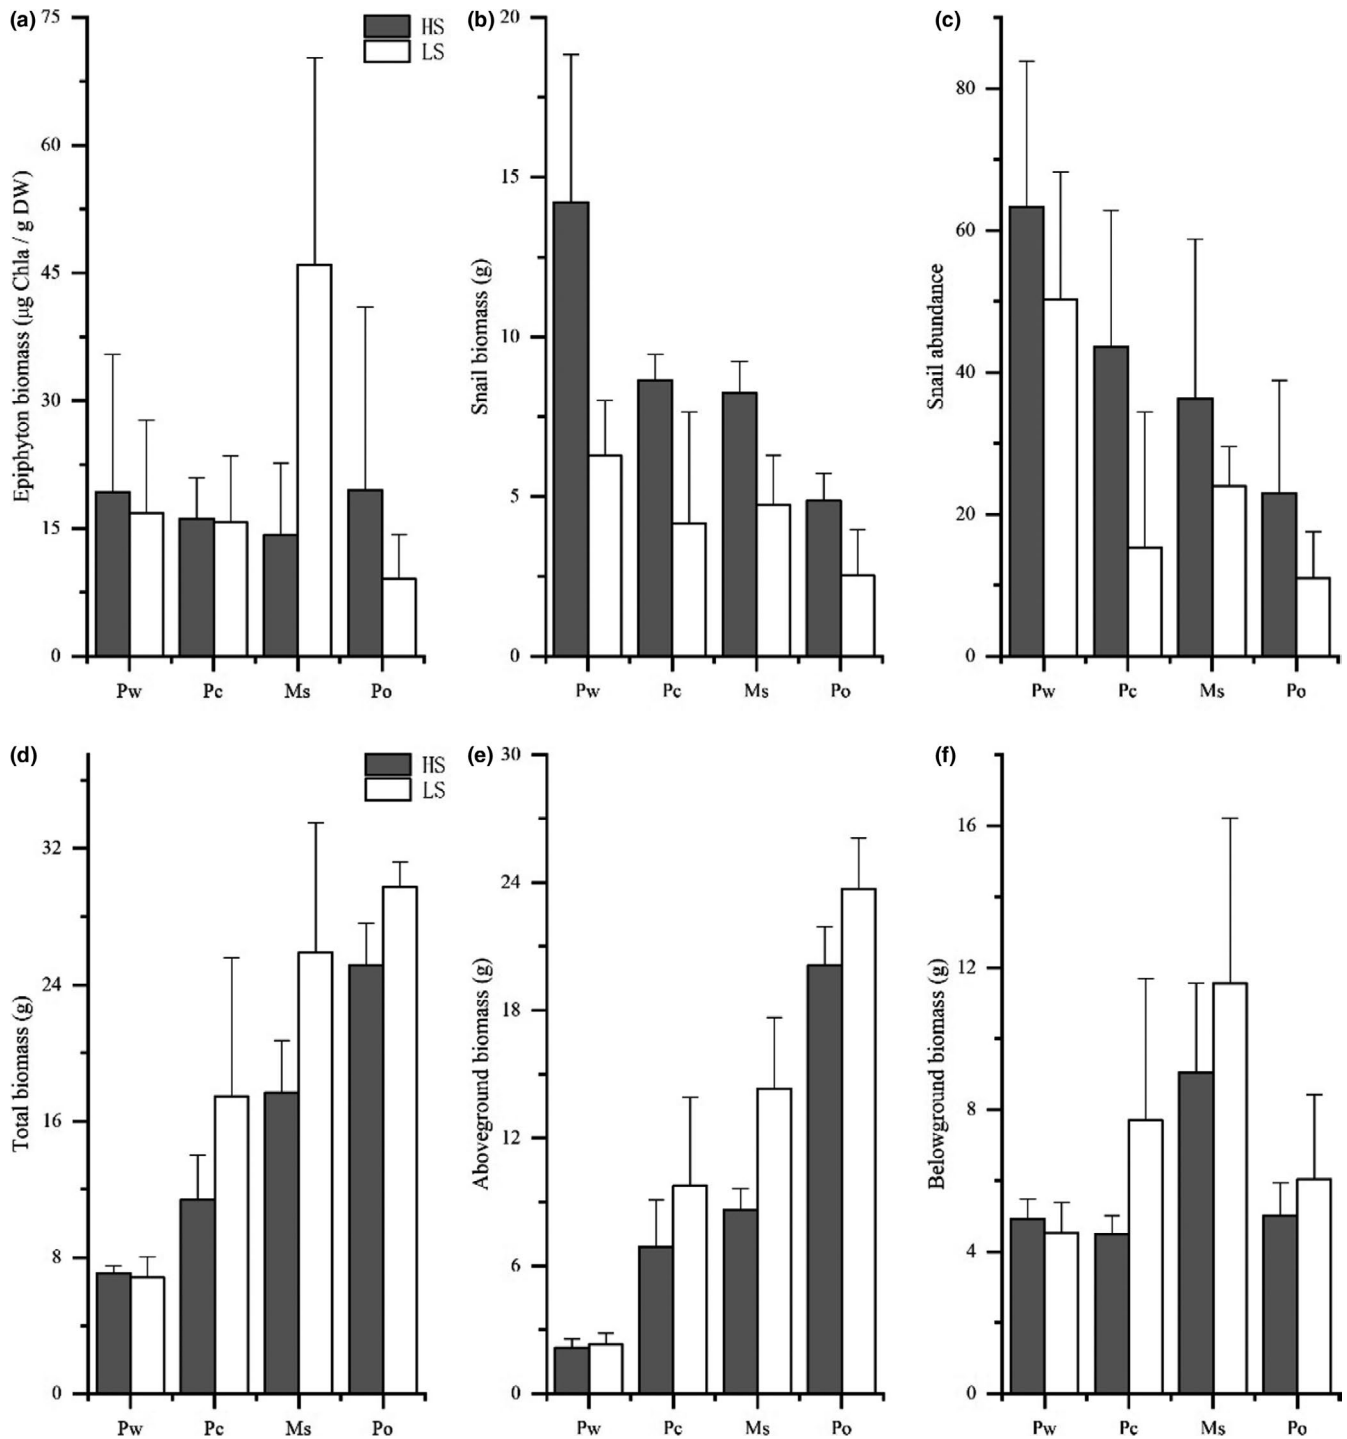 (a)
75
60
45
30
15
0
Epiphyton biomass (μg Chla / g DW)
HS
LS
Pw Pc Ms Po
(b)
20
15
10
5
0
Snail biomass (g)
Pw Pc Ms Po
(c)
80
60
40
20
0
Snail abundance
Pw Pc Ms Po
(d)
32
24
16
8
0
Total biomass (g)
HS
LS
Pw Pc Ms Po
(e)
30
24
18
12
6
0
Aboveground biomass (g)
Pw Pc Ms Po
(f)
16
12
8
4
0
Belowground biomass (g)
Pw Pc Ms Po